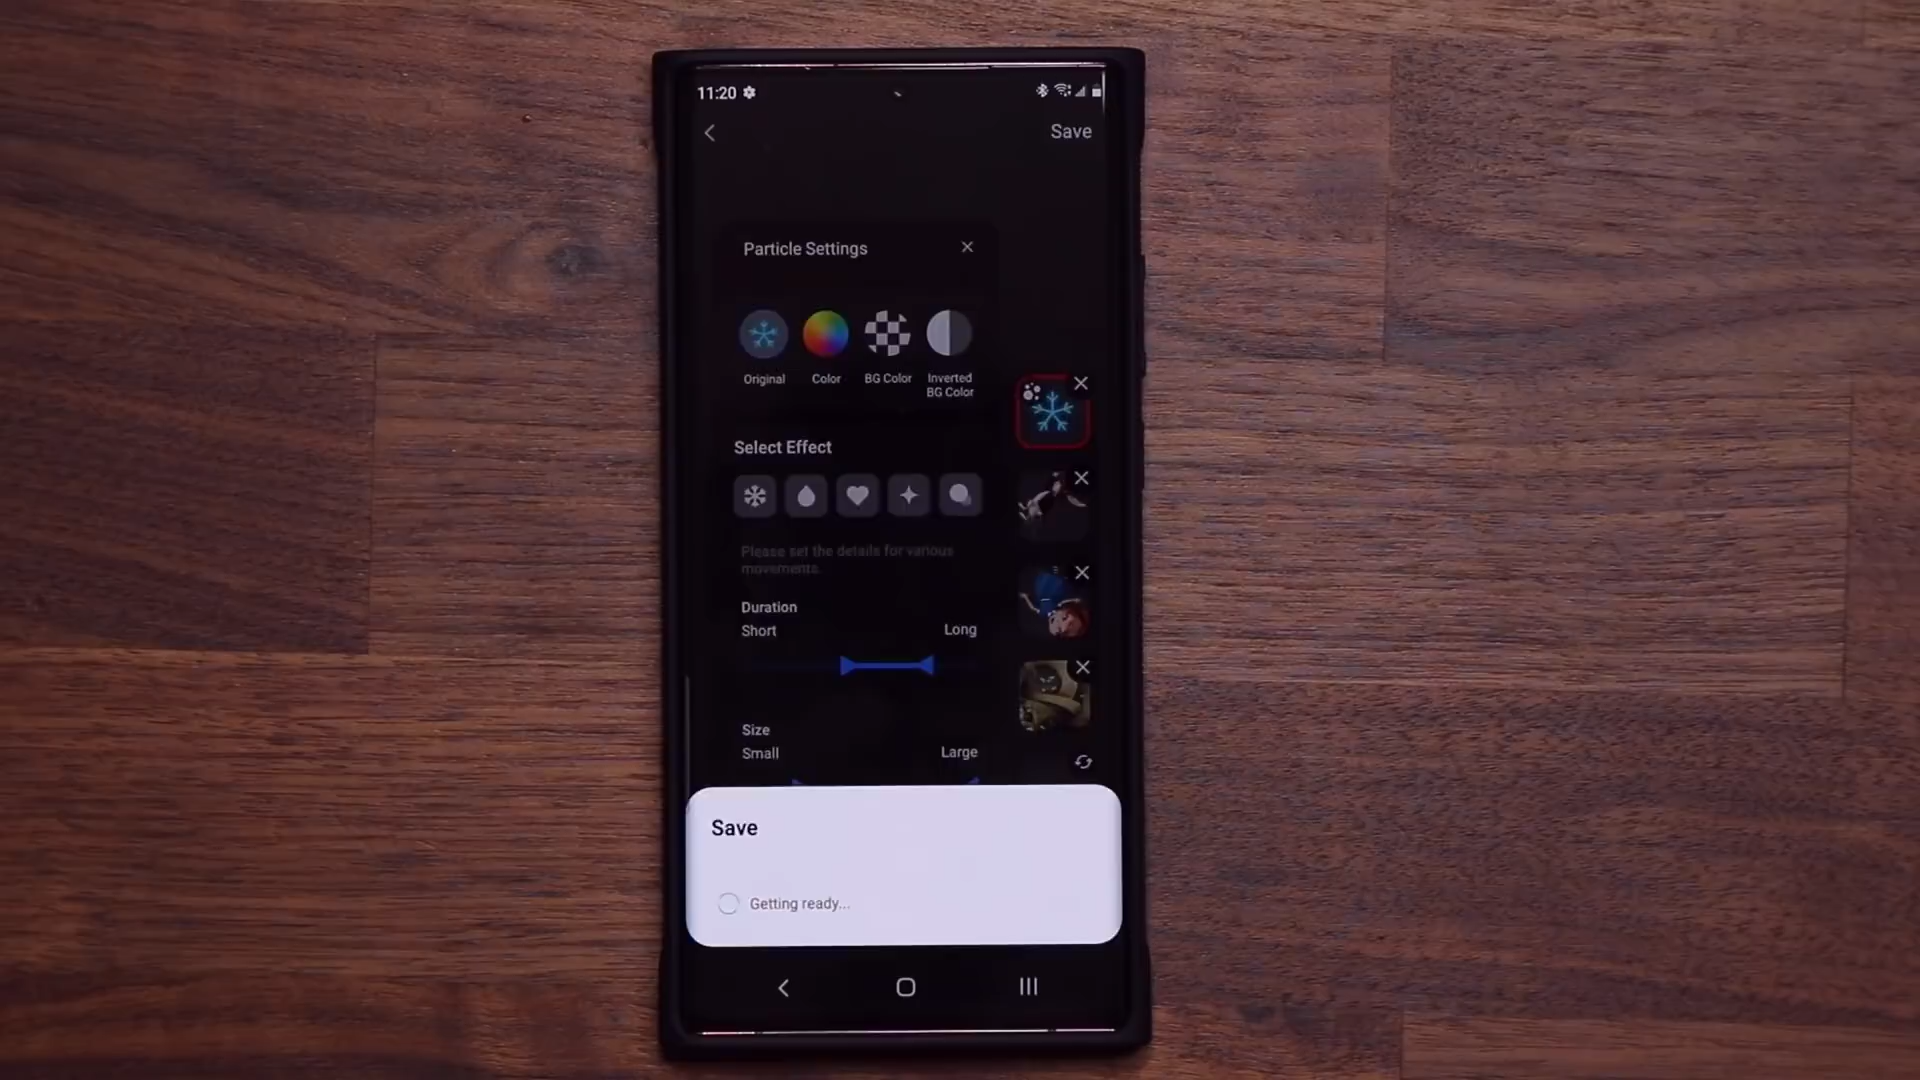 11:20
Save
Particle Settings
Original
Color
BG Color
Inverted
BG Color
Select Effect
Please set the details for various
movements.
Duration
Short
Long
Size
Small
Large
Save
Getting ready...